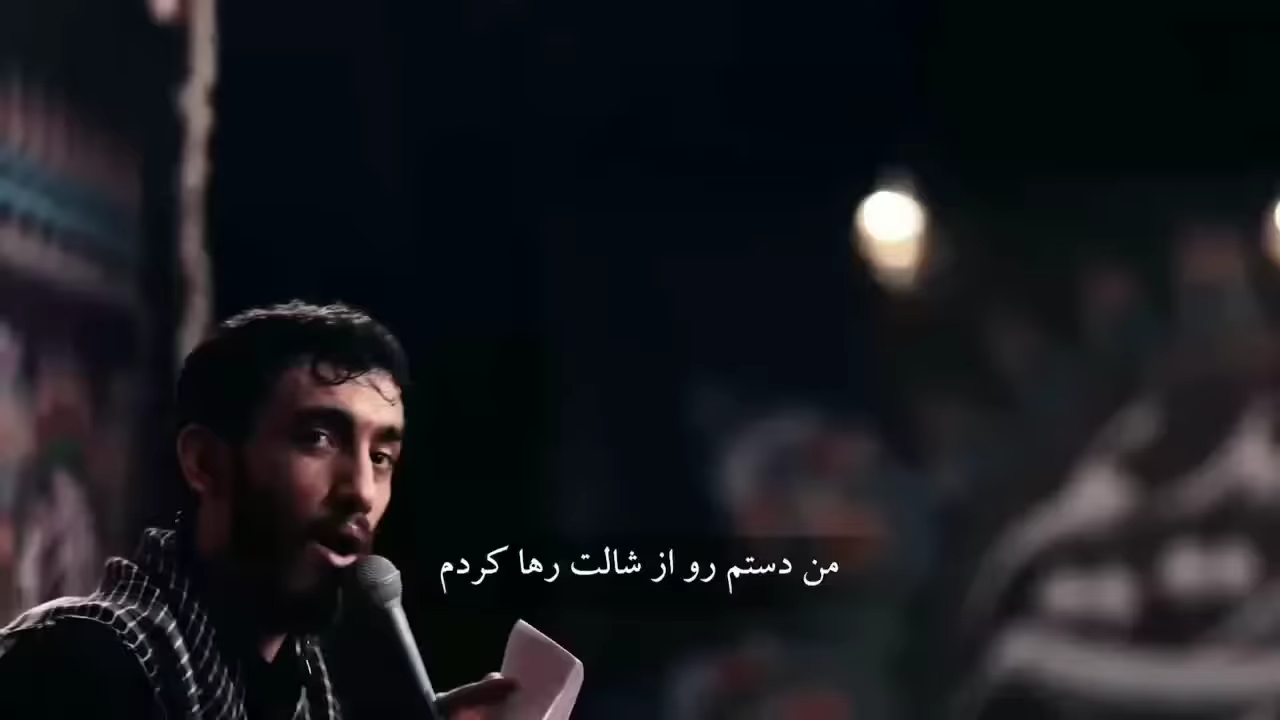 من دستم رو از شالت رها کردم